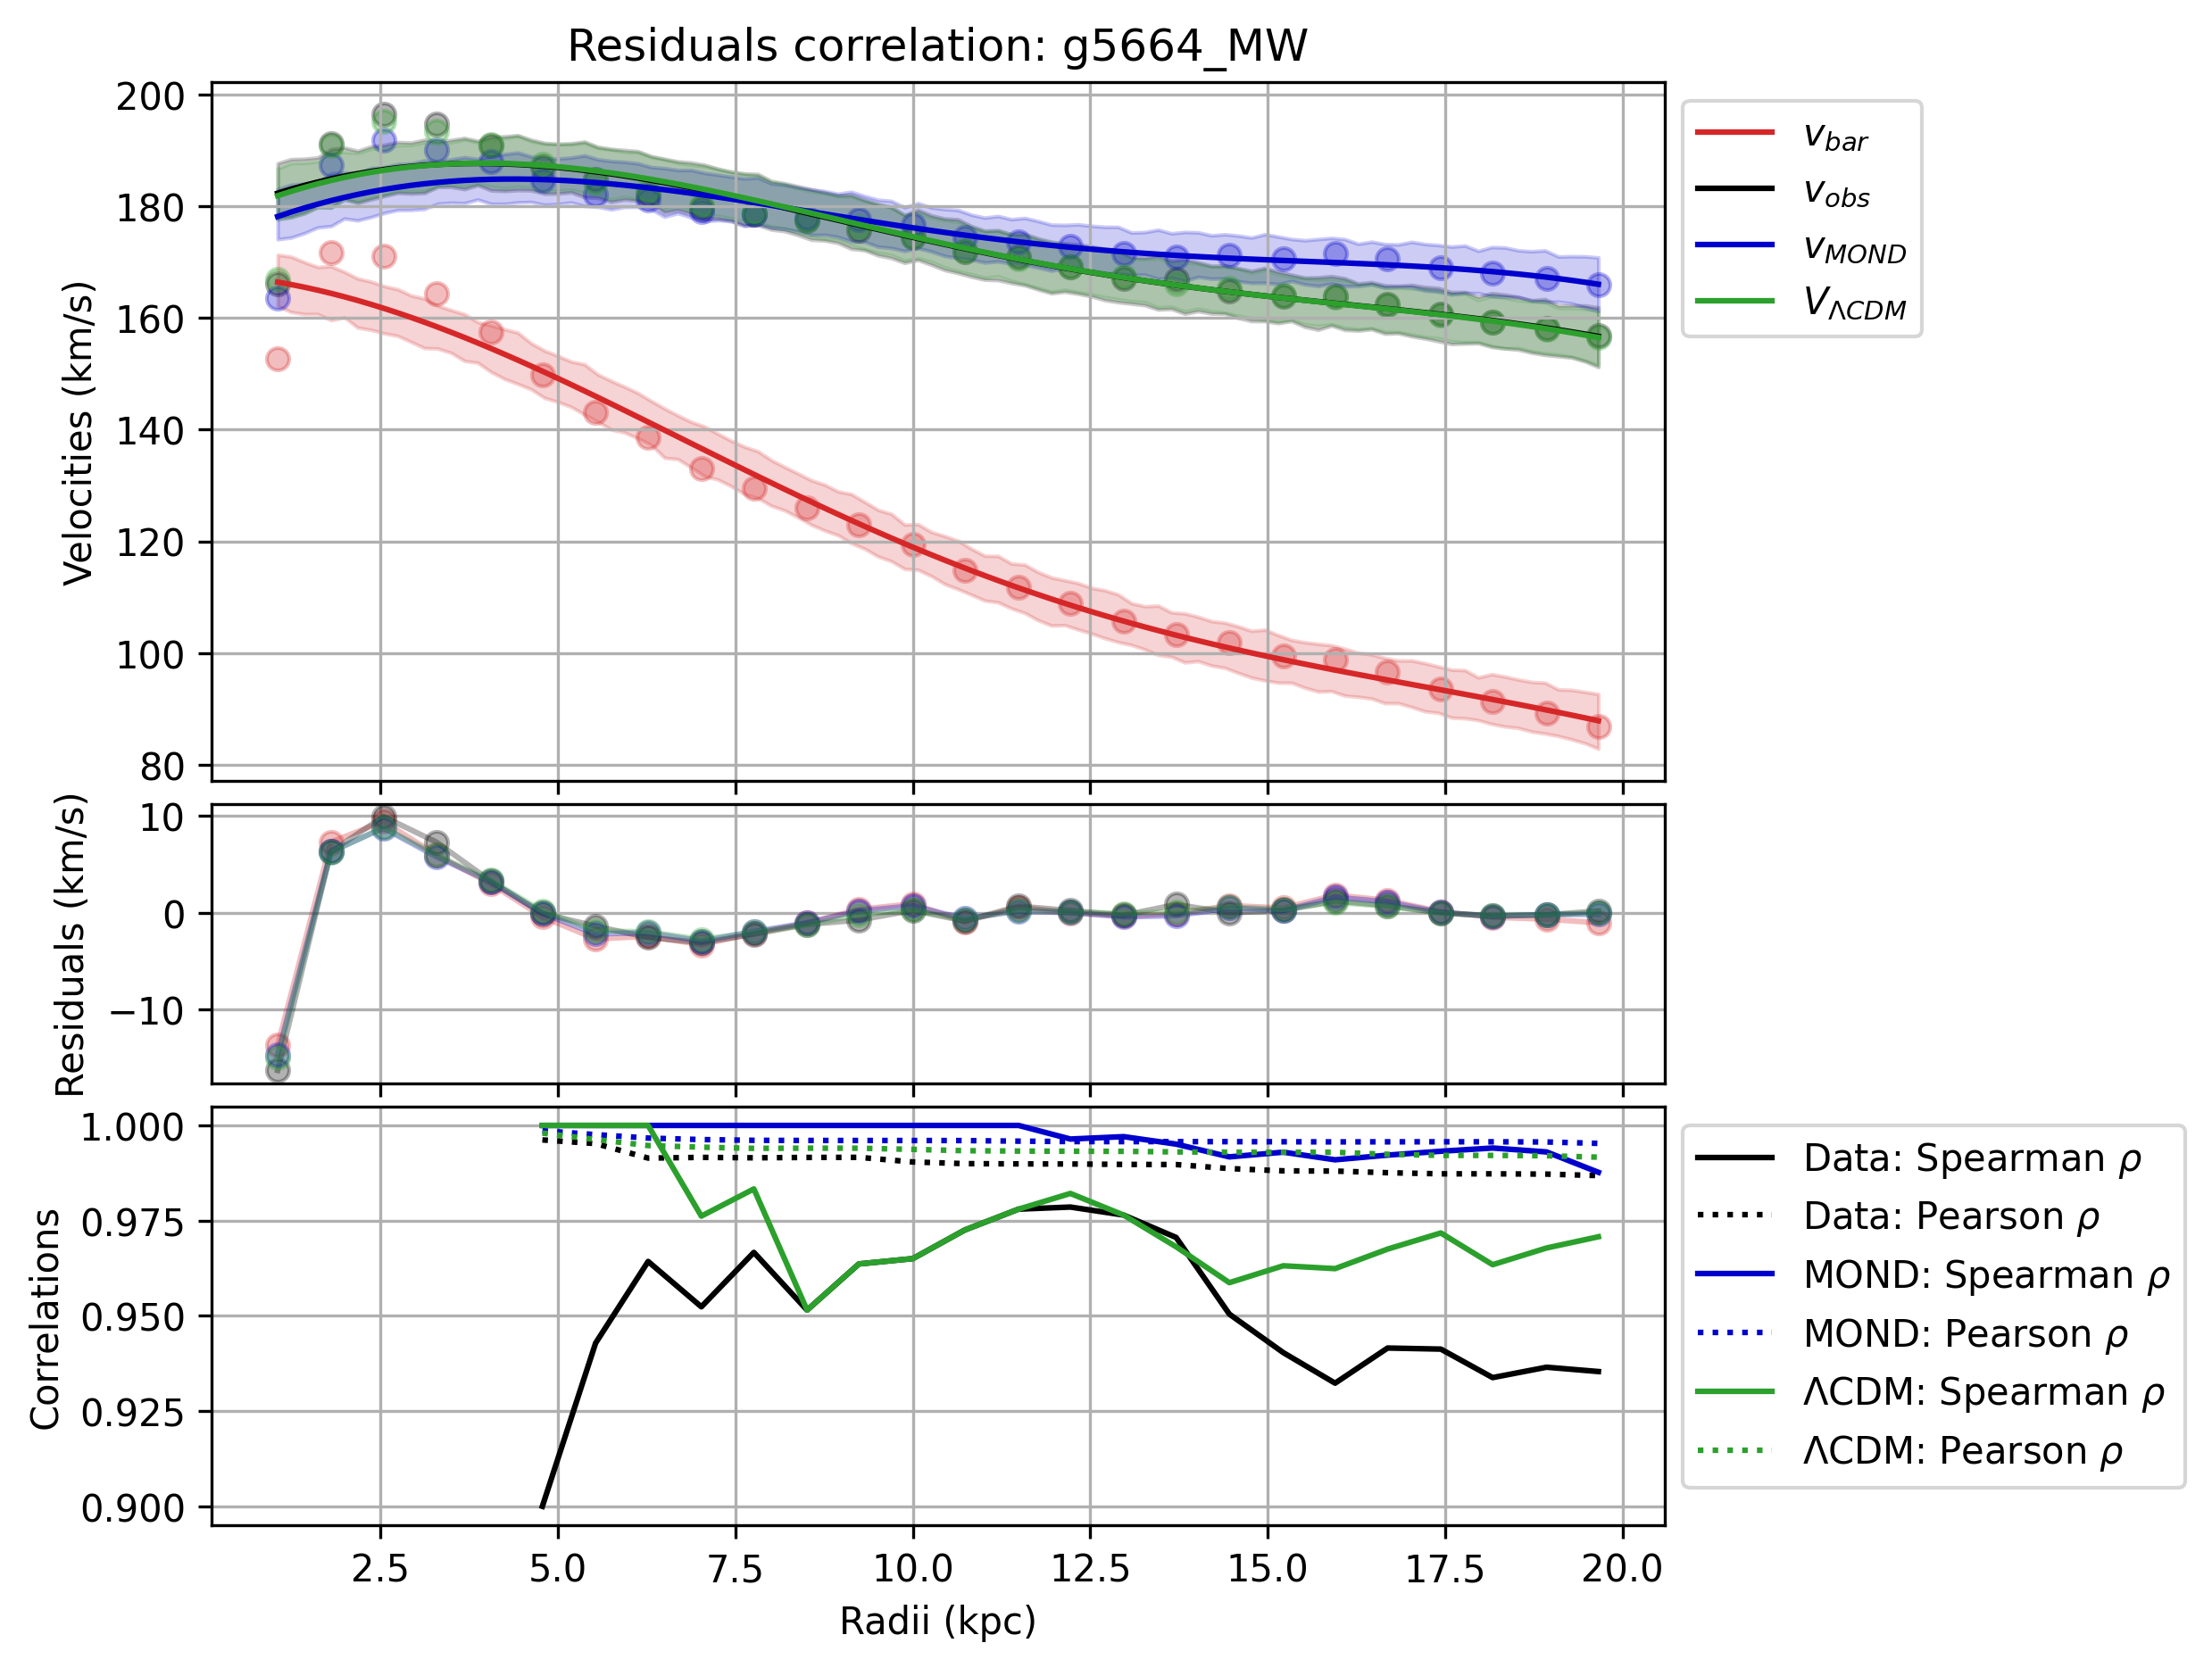 Residuals correlation: g5664_MW
200
180
160
140
120
100
80
Velocities (km/s)
v_bar
v_obs
v_MOND
V_ΛCDM
10
0
−10
Residuals (km/s)
1.000
0.975
0.950
0.925
0.900
Correlations
Data: Spearman ρ
Data: Pearson ρ
MOND: Spearman ρ
MOND: Pearson ρ
ΛCDM: Spearman ρ
ΛCDM: Pearson ρ
2.5 5.0 7.5 10.0 12.5 15.0 17.5 20.0
Radii (kpc)